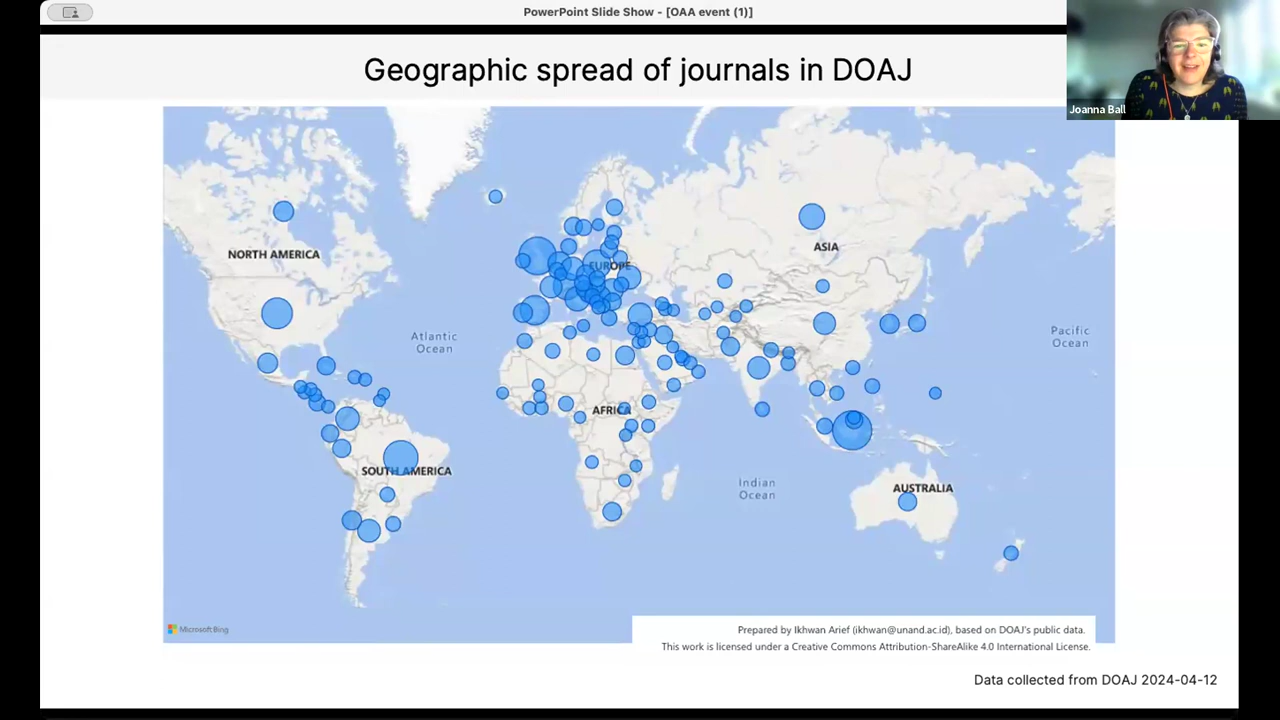 PowerPoint Slide Show - [OAA event (1)]
Joanna Ball
Geographic spread of journals in DOAJ
NORTH AMERICA
EUROPE
ASIA
Atlantic
Ocean
Pacific
Ocean
AFRICA
SOUTH AMERICA
Indian
Ocean
AUSTRALIA
Microsoft Bing
Prepared by Ikhwan Arief (ikhwan@unand.ac.id), based on DOAJ's public data.
This work is licensed under a Creative Commons Attribution-ShareAlike 4.0 International License.
Data collected from DOAJ 2024-04-12